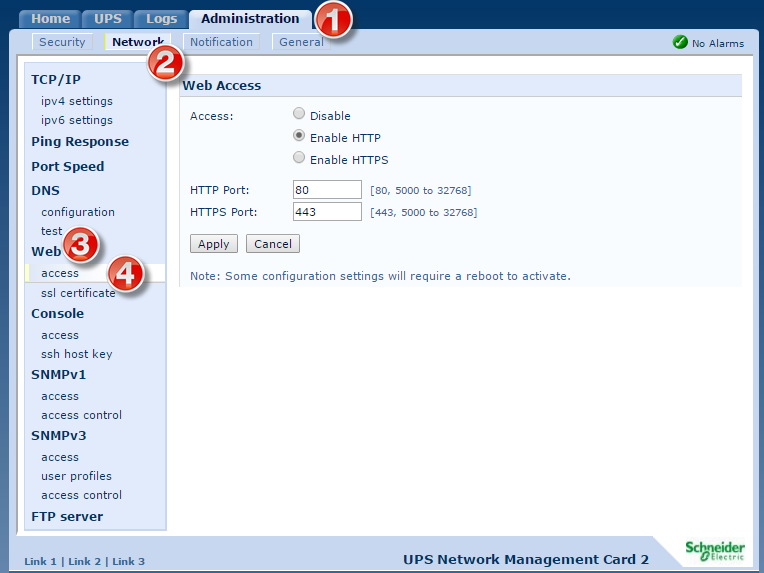 Home UPS Logs Administration 1
Security Network Notification General No Alarms
2
TCP/IP
ipv4 settings
ipv6 settings
Ping Response
Port Speed
DNS
configuration
test
Web 3
access 4
ssl certificate
Console
access
ssh host key
SNMPv1
access
access control
SNMPv3
access
user profiles
access control
FTP server
Web Access
Access: Disable
Enable HTTP
Enable HTTPS
HTTP Port: 80 [80, 5000 to 32768]
HTTPS Port: 443 [443, 5000 to 32768]
Apply Cancel
Note: Some configuration settings will require a reboot to activate.
Link 1 | Link 2 | Link 3
UPS Network Management Card 2
Schneider
Electric